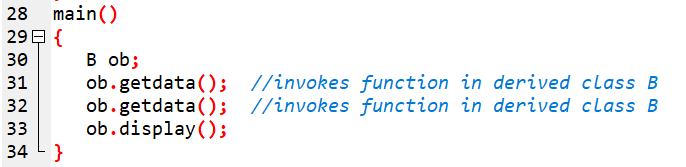 28 main()
29 {
30 B ob;
31 ob.getdata(); //invokes function in derived class B
32 ob.getdata(); //invokes function in derived class B
33 ob.display();
34 }